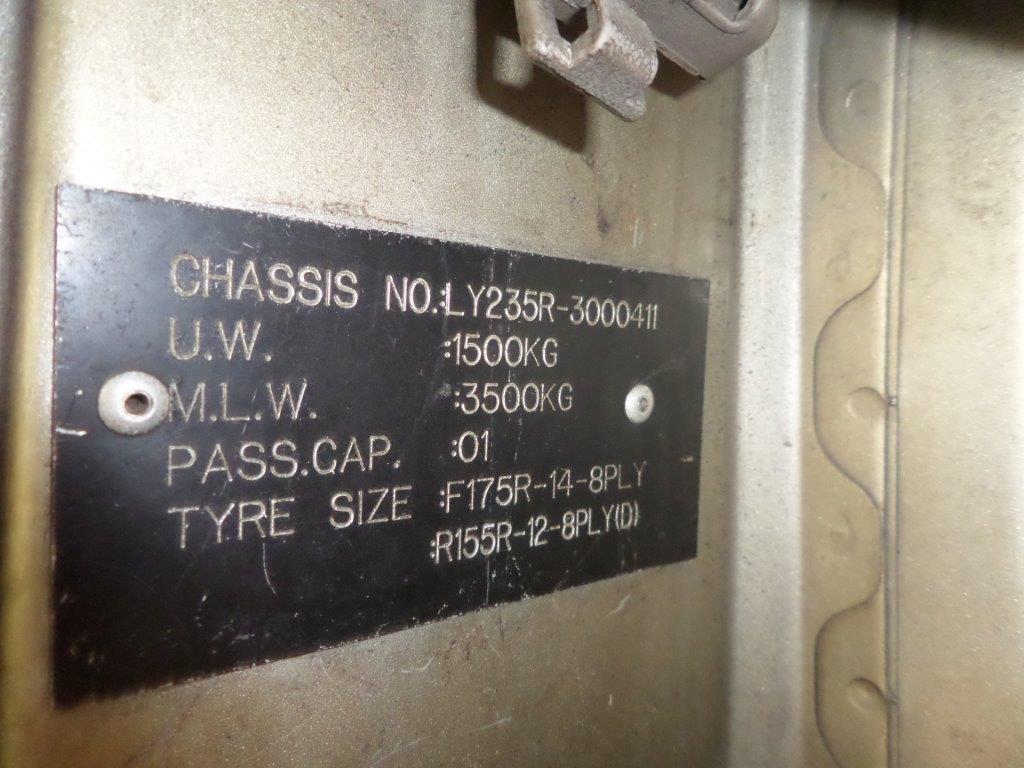 CHASSIS NO.:LY235R-3000411
U.W. :1500KG
M.L.W. :3500KG
PASS.CAP. :01
TYRE SIZE :F175R-14-8PLY
:R155R-12-8PLY(D)